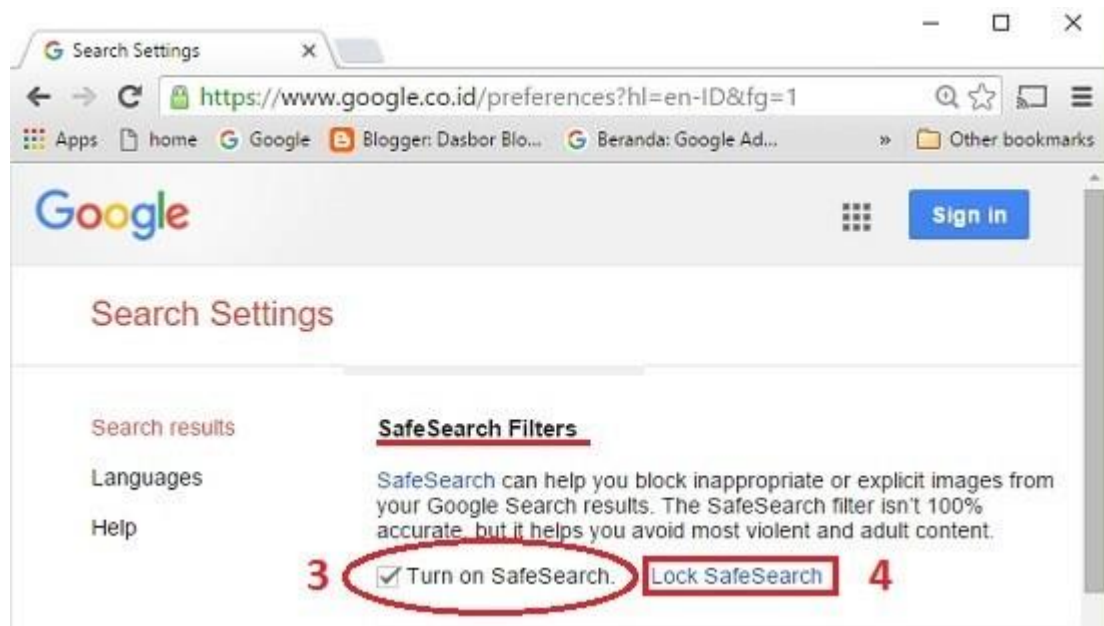 Search Settings
https://www.google.co.id/preferences?hl=en-ID&fg=1
Apps home Google Blogger: Dasbor Blo... Beranda: Google Ad... » Other bookmarks
Google
Sign in
Search Settings
Search results
Languages
Help
SafeSearch Filters
SafeSearch can help you block inappropriate or explicit images from
your Google Search results. The SafeSearch filter isn't 100%
accurate, but it helps you avoid most violent and adult content.
3 Turn on SafeSearch. Lock SafeSearch 4